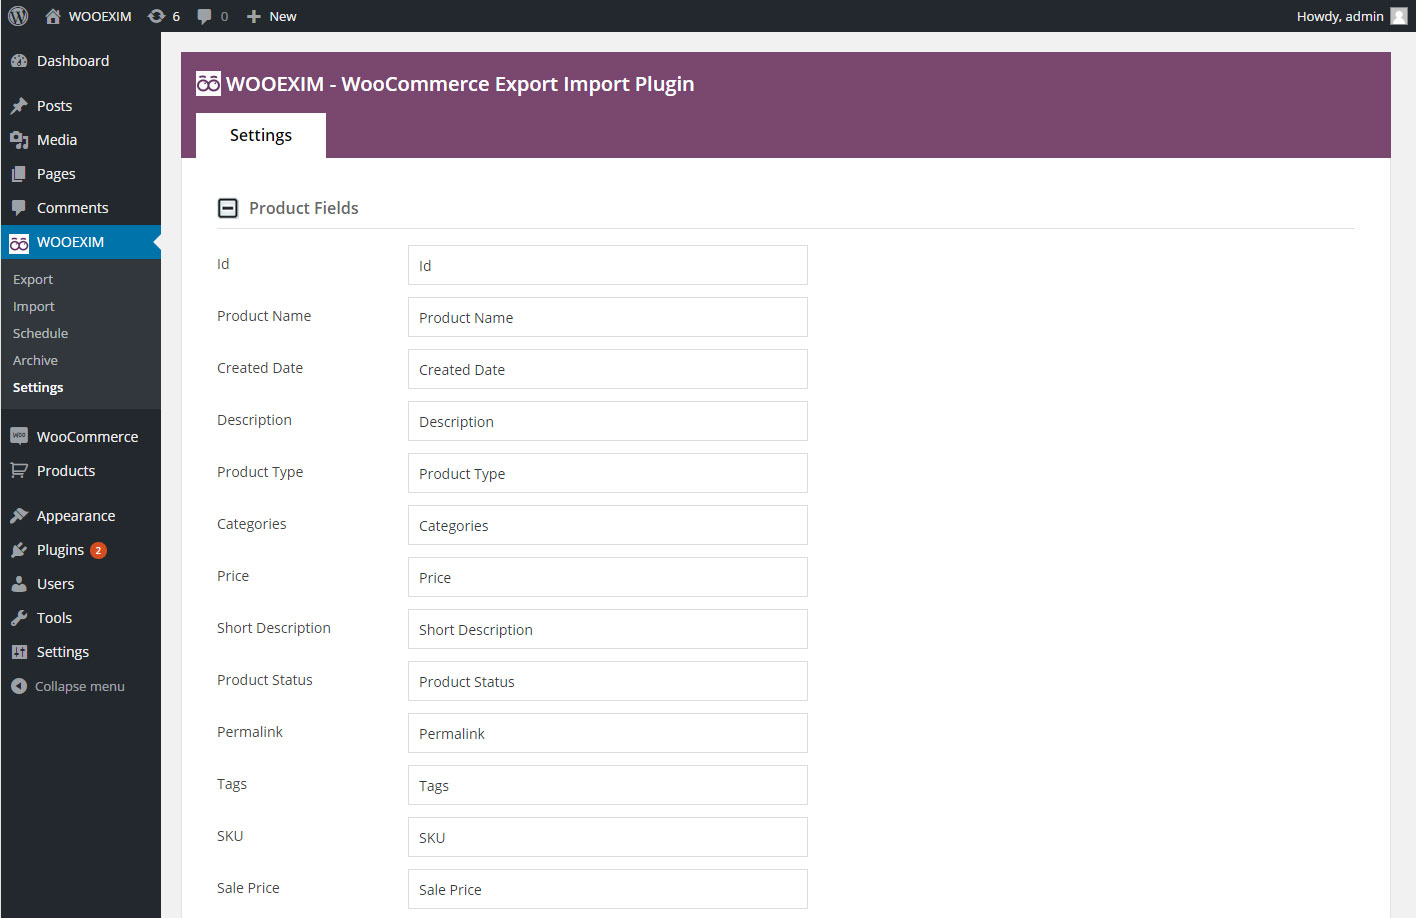 WOOEXIM 6 0 New Howdy, admin
Dashboard
Posts
Media
Pages
Comments
WOOEXIM
Export
Import
Schedule
Archive
Settings
WooCommerce
Products
Appearance
Plugins 2
Users
Tools
Settings
Collapse menu
WOOEXIM - WooCommerce Export Import Plugin
Settings
Product Fields
Id Id
Product Name Product Name
Created Date Created Date
Description Description
Product Type Product Type
Categories Categories
Price Price
Short Description Short Description
Product Status Product Status
Permalink Permalink
Tags Tags
SKU SKU
Sale Price Sale Price